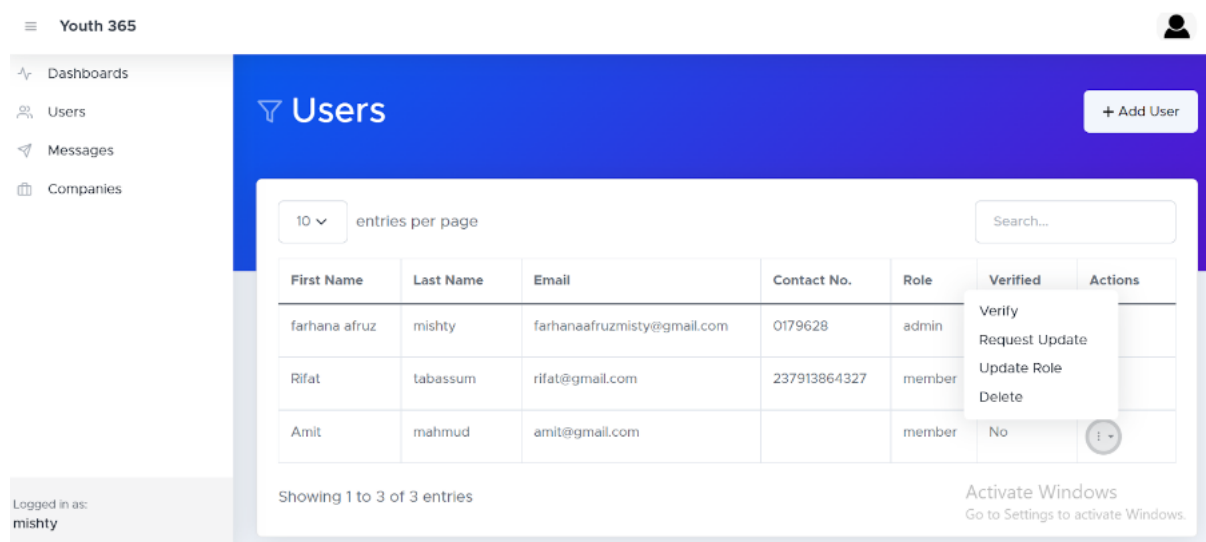 Youth 365
Dashboards
Users
Messages
Companies
Users
+ Add User
10 entries per page
Search...
First Name Last Name Email Contact No. Role Verified Actions
farhana afruz mishty farhanaafruzmisty@gmail.com 0179628 admin
Rifat tabassum rifat@gmail.com 237913864327 member
Amit mahmud amit@gmail.com member No
Verify
Request Update
Update Role
Delete
Showing 1 to 3 of 3 entries
Logged in as:
mishty
Activate Windows
Go to Settings to activate Windows.